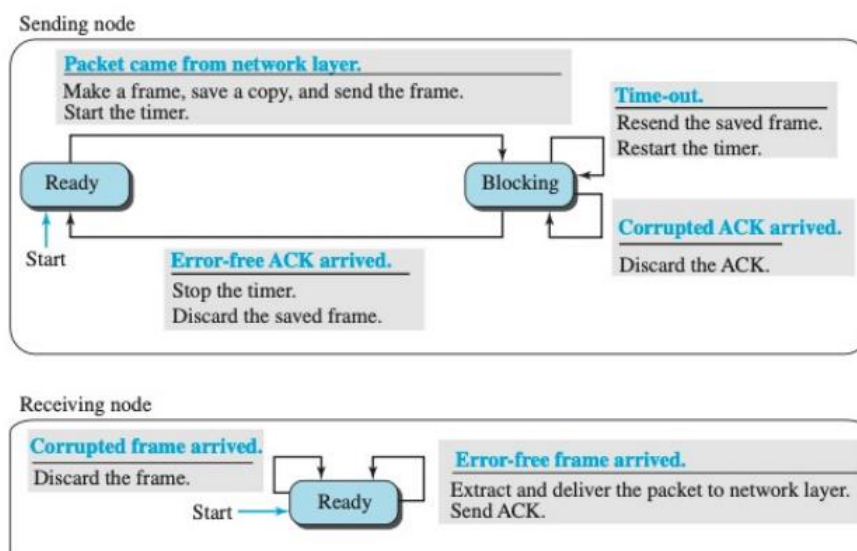 Sending node
Packet came from network layer.
Make a frame, save a copy, and send the frame.
Start the timer.
Time-out.
Resend the saved frame.
Restart the timer.
Ready
Blocking
Start
Error-free ACK arrived.
Stop the timer.
Discard the saved frame.
Corrupted ACK arrived.
Discard the ACK.
Receiving node
Corrupted frame arrived.
Discard the frame.
Start
Ready
Error-free frame arrived.
Extract and deliver the packet to network layer.
Send ACK.